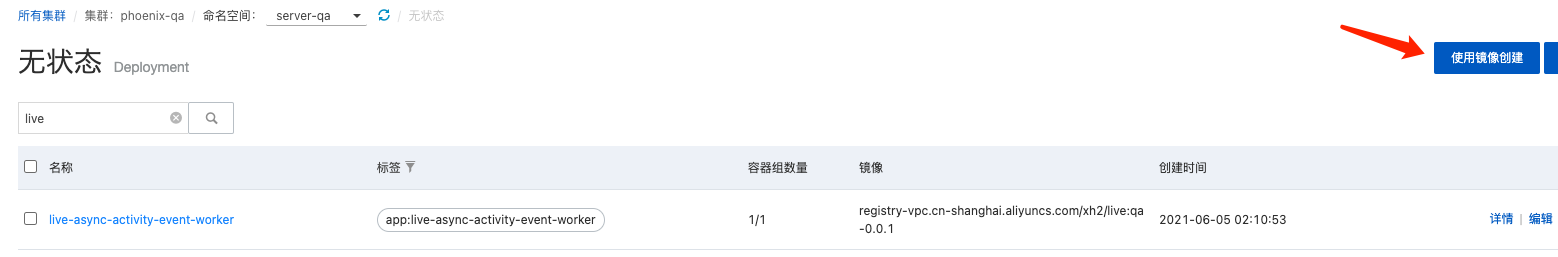 所有集群 / 集群：phoenix-qa / 命名空间： server-qa / 无状态
无状态 Deployment
使用镜像创建
live
名称 标签 容器组数量 镜像 创建时间
live-async-activity-event-worker app:live-async-activity-event-worker 1/1 registry-vpc.cn-shanghai.aliyuncs.com/xh2/live:qa
-0.0.1 2021-06-05 02:10:53 详情 | 编辑